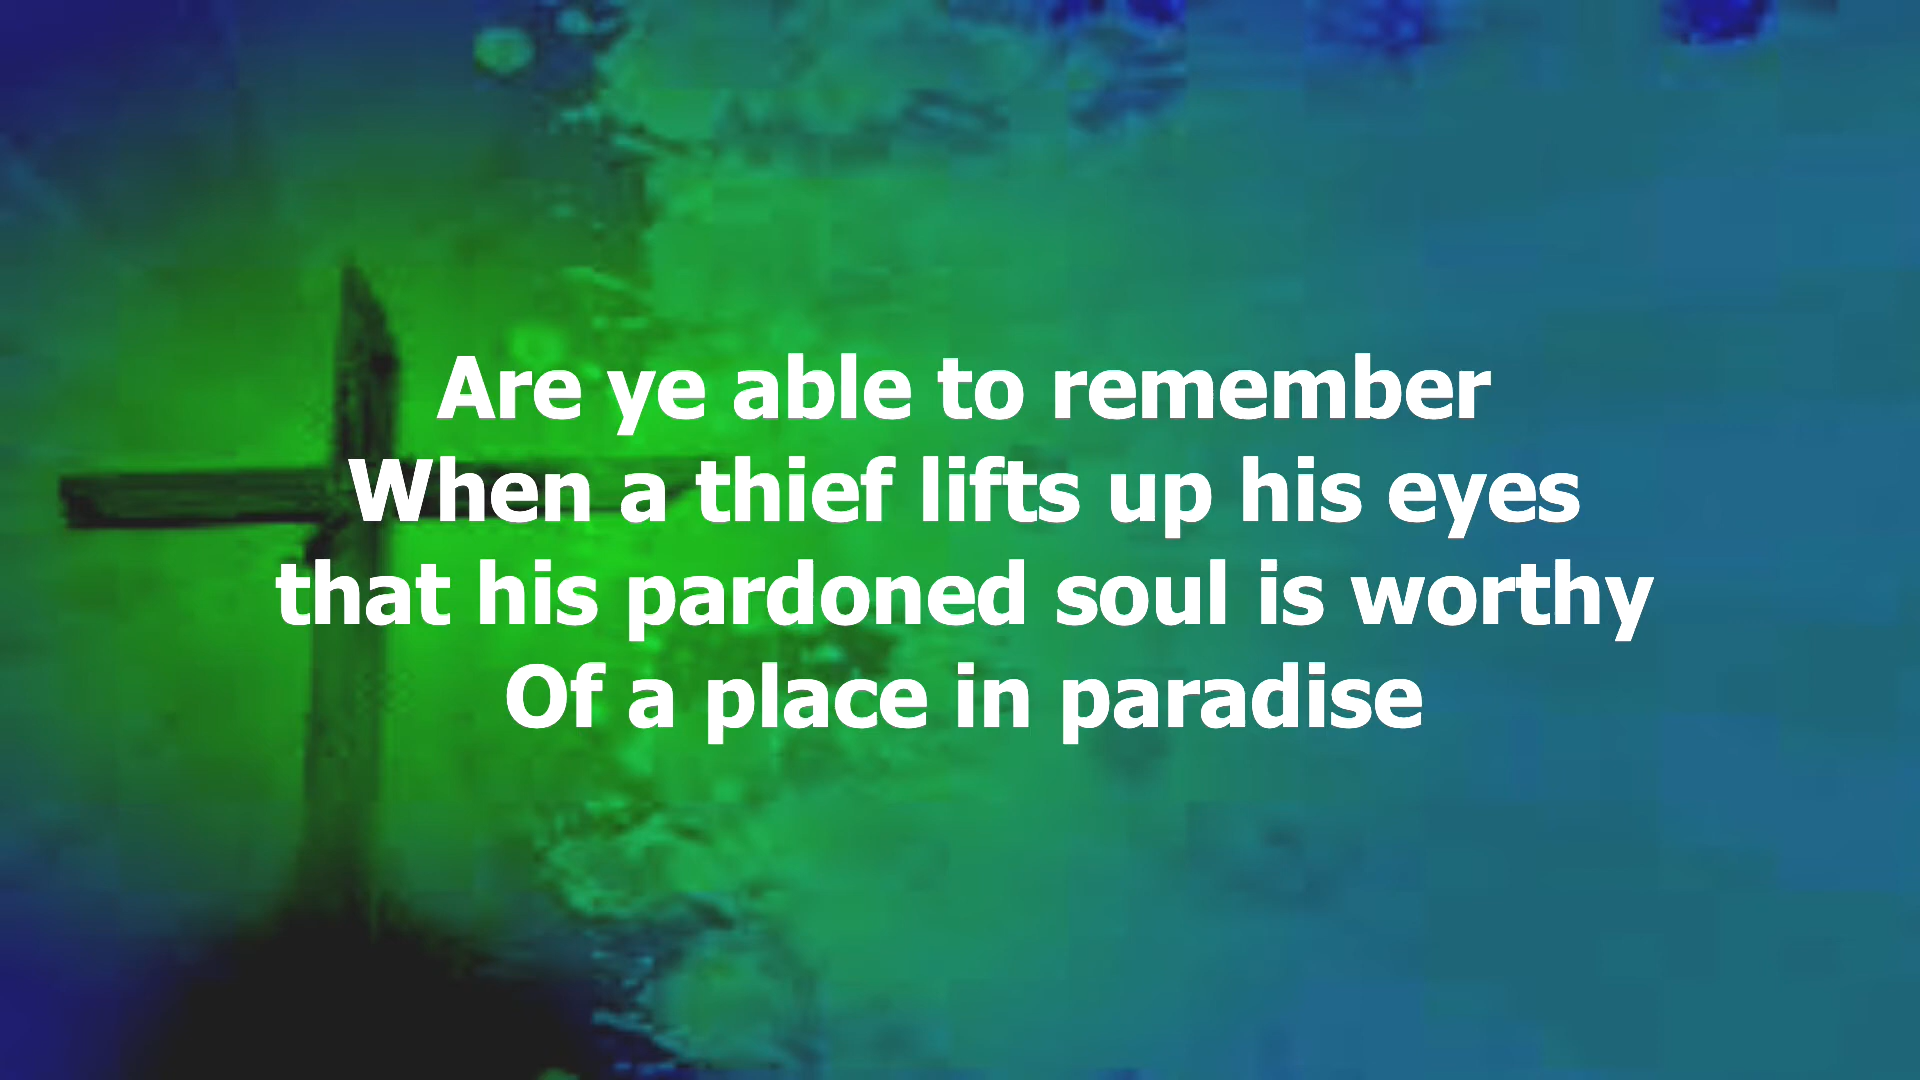 Are ye able to remember
When a thief lifts up his eyes
that his pardoned soul is worthy
Of a place in paradise